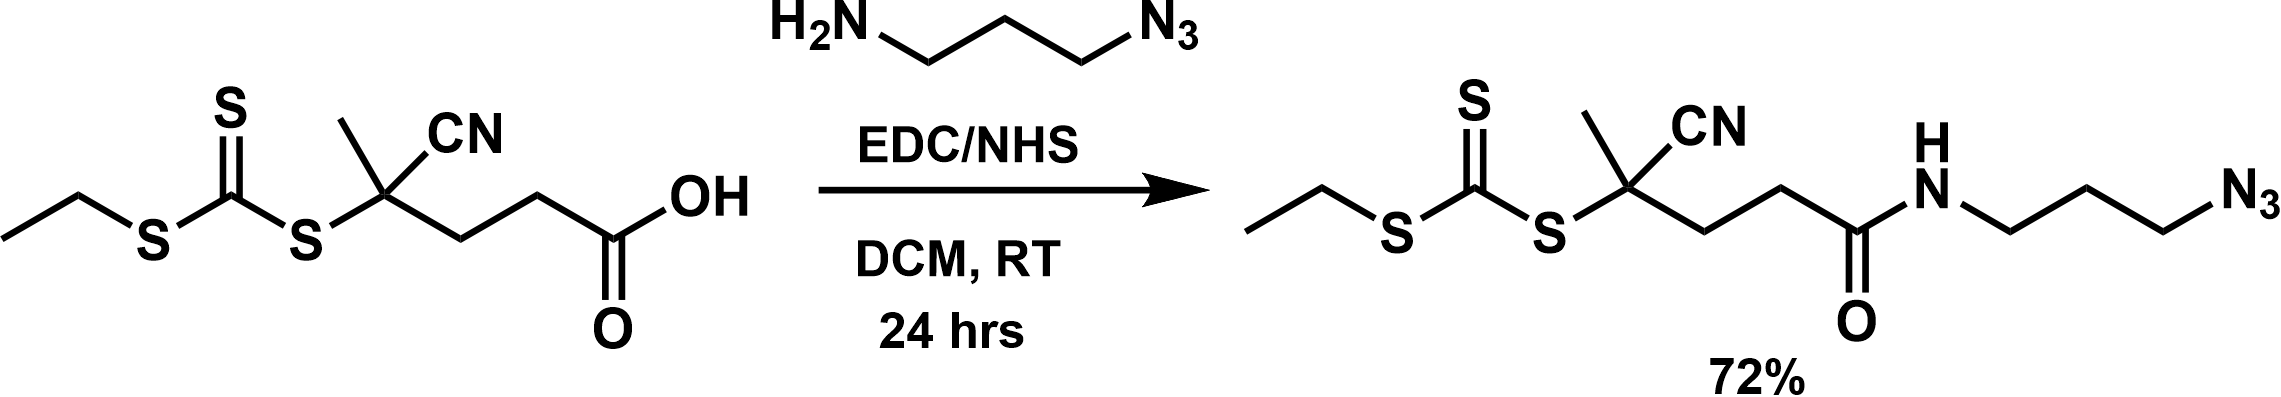 H₂N N₃
S
CN
OH
S S
O
EDC/NHS
DCM, RT
24 hrs
S
CN
H
N
N₃
S S
O
72%